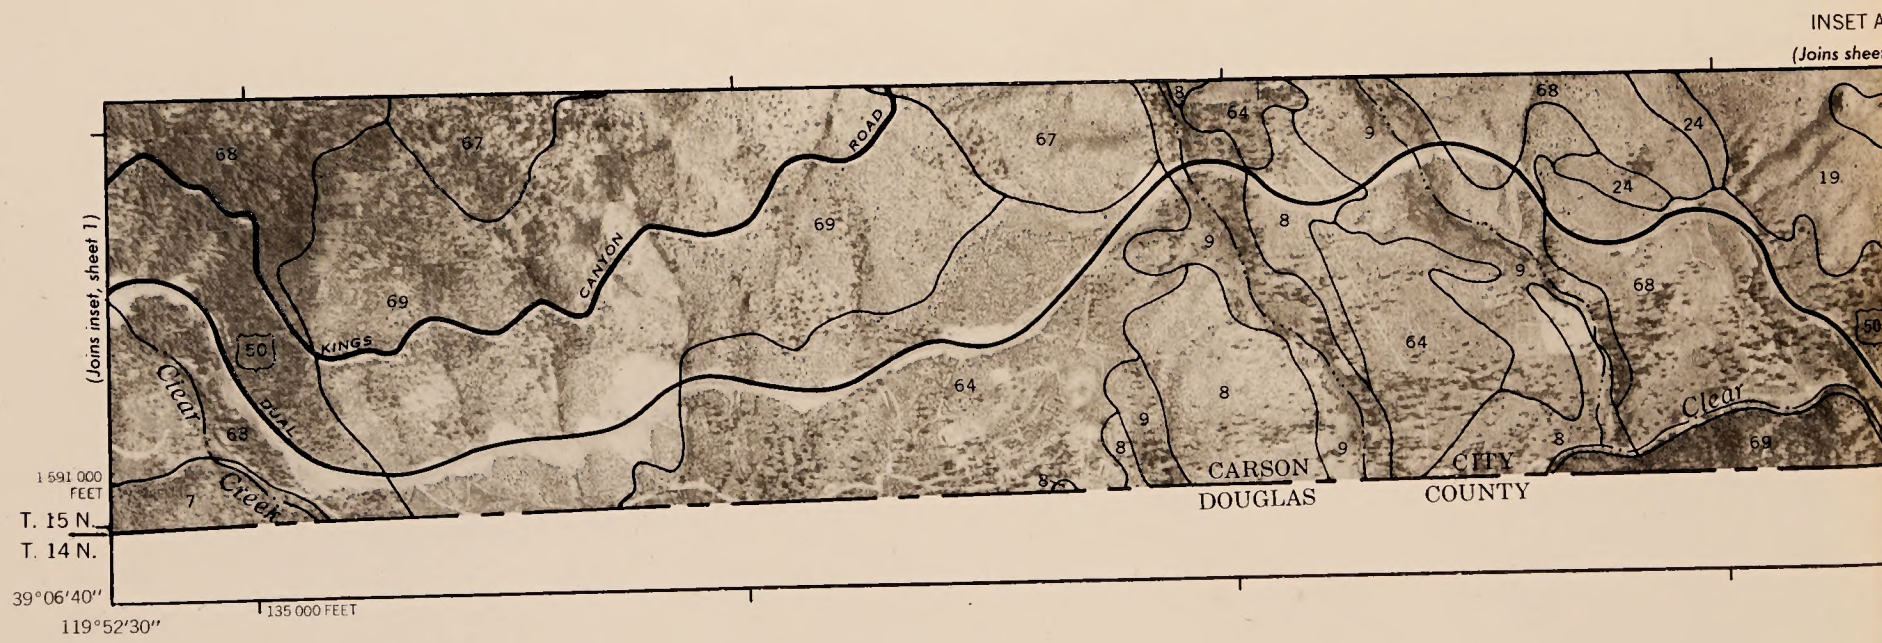 INSET A
(Joins sheet
8
68
64
67
68
67
9
24
ROAD
24
19
69
8
9
CANYON
9
68
69
(Joins inset, sheet 1)
50
KINGS
64
50
Clear
DUAL
64
8
Clear
9
68
8
9
8
69
CARSON
CITY
1 591 000
FEET
7
Creek
8
DOUGLAS
COUNTY
T. 15 N.
T. 14 N.
39°06'40"
135 000 FEET
119°52'30"